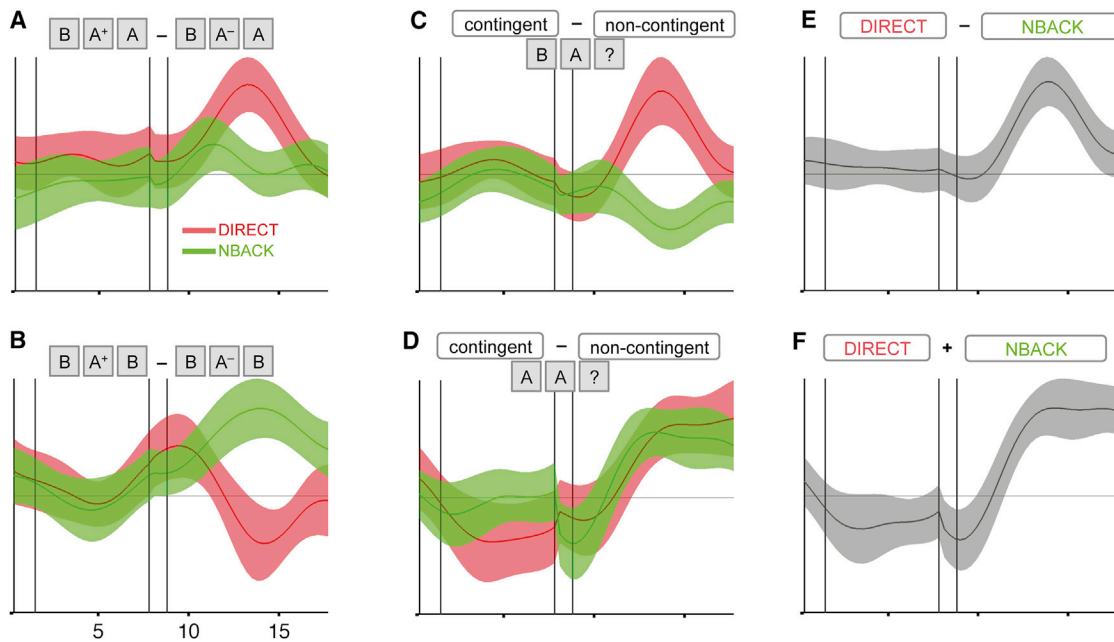 A
B A+ A – B A− A
DIRECT
NBACK
B
B A+ B – B A− B
5 10 15
C
contingent – non-contingent
B A ?
D
contingent – non-contingent
A A ?
E
DIRECT – NBACK
F
DIRECT + NBACK